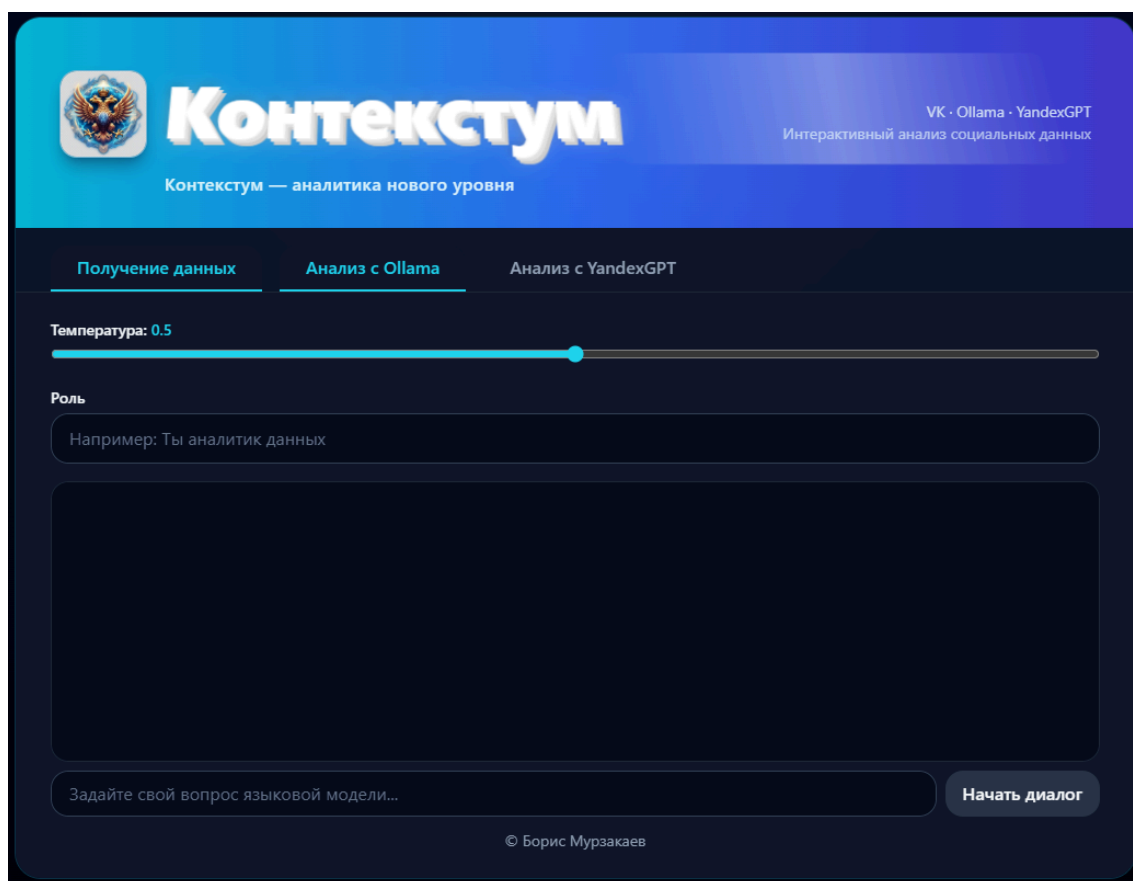 Контекстум
VK · Ollama · YandexGPT
Интерактивный анализ социальных данных
Контекстум — аналитика нового уровня
Получение данных
Анализ с Ollama
Анализ с YandexGPT
Температура: 0.5
Роль
Например: Ты аналитик данных
Задайте свой вопрос языковой модели...
Начать диалог
© Борис Мурзакаев